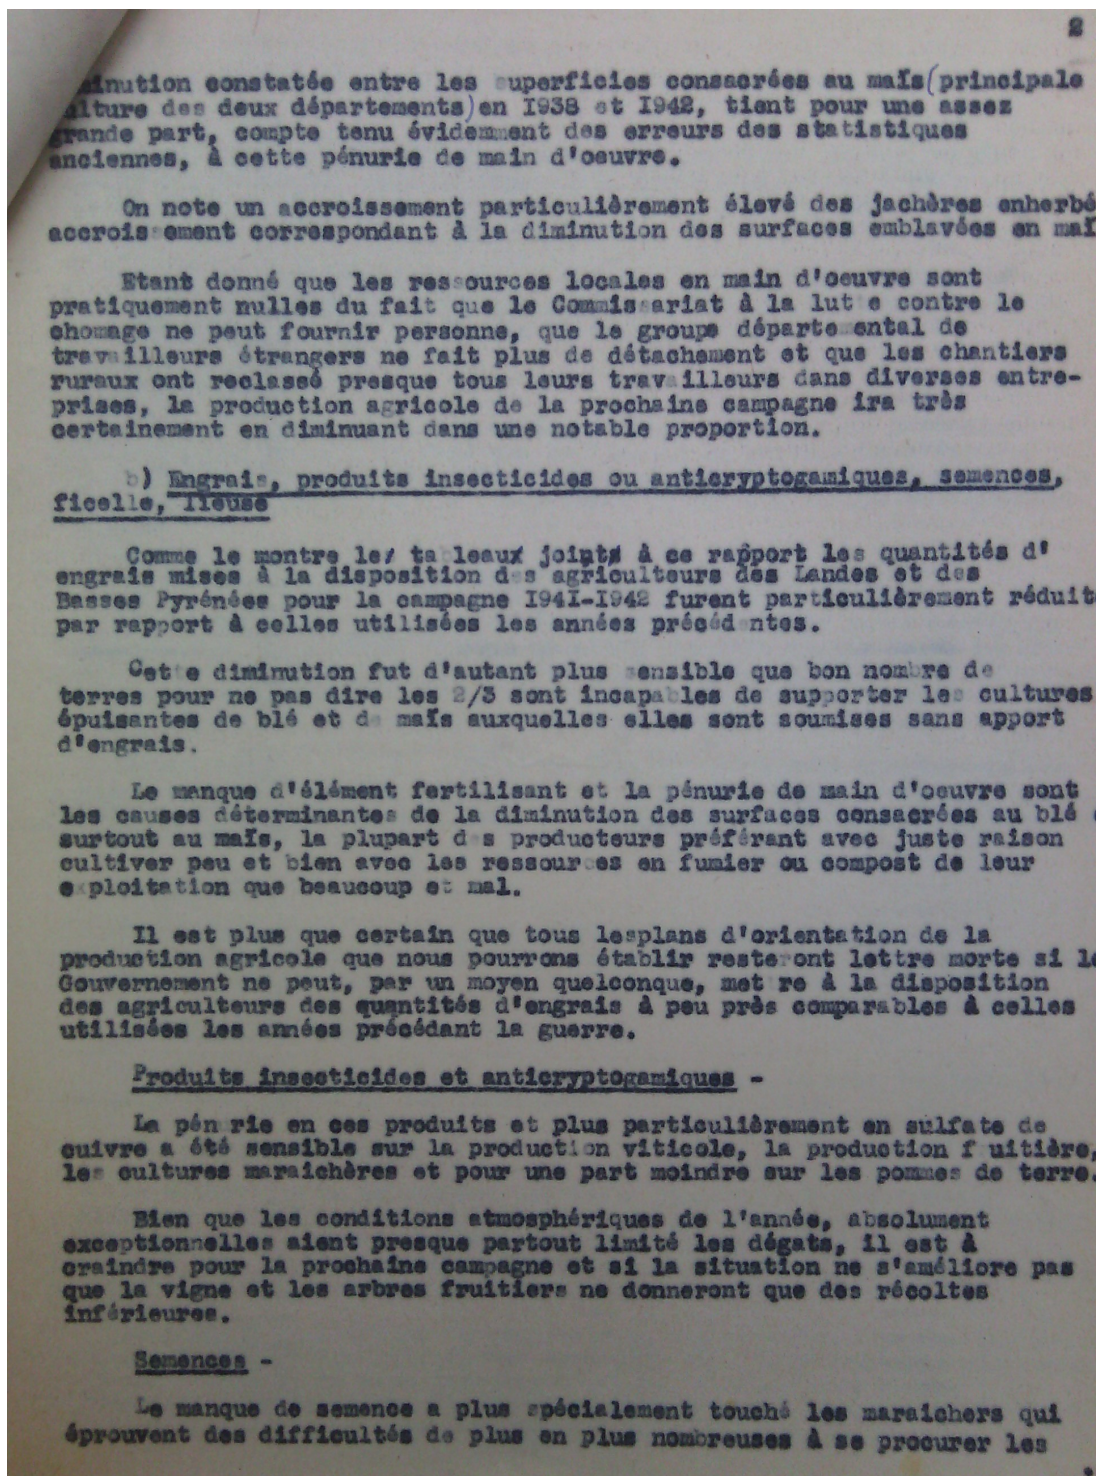 2
minution constatée entre les superficies consacrées au maïs (principale
culture des deux départements) en I938 et I942, tient pour une assez
grande part, compte tenu évidemment des erreurs des statistiques
anciennes, à cette pénurie de main d'oeuvre.
On note un accroissement particulièrement élevé des jachères enherbé
accroissement correspondant à la diminution des surfaces emblavées en maï
Etant donné que les ressources locales en main d'oeuvre sont
pratiquement nulles du fait que le Commissariat à la lutte contre le
chomage ne peut fournir personne, que le groupe départemental de
travailleurs étrangers ne fait plus de détachement et que les chantiers
ruraux ont reclassé presque tous leurs travailleurs dans diverses entre-
prises, la production agricole de la prochaine campagne ira très
certainement en diminuant dans une notable proportion.
b) Engrais, produits insecticides ou anticryptogamiques, semences,
ficelle, lieuse
Comme le montre les tableaux joints à ce rapport les quantités d'
engrais mises à la disposition des agriculteurs des Landes et des
Basses Pyrénées pour la campagne I94I-I942 furent particulièrement réduit
par rapport à celles utilisées les années précédentes.
Cette diminution fut d'autant plus sensible que bon nombre de
terres pour ne pas dire les 2/3 sont incapables de supporter les cultures
épuisantes de blé et de maïs auxquelles elles sont soumises sans apport
d'engrais.
Le manque d'élément fertilisant et la pénurie de main d'oeuvre sont
les causes déterminantes de la diminution des surfaces consacrées au blé
surtout au maïs, la plupart des producteurs préférant avec juste raison
cultiver peu et bien avec les ressources en fumier ou compost de leur
exploitation que beaucoup et mal.
Il est plus que certain que tous lesplans d'orientation de la
production agricole que nous pourrons établir resteront lettre morte si le
Gouvernement ne peut, par un moyen quelconque, mettre à la disposition
des agriculteurs des quantités d'engrais à peu près comparables à celles
utilisées les années précédant la guerre.
Produits insecticides et anticryptogamiques -
La pénurie en ces produits et plus particulièrement en sulfate de
cuivre a été sensible sur la production viticole, la production fruitière,
les cultures maraichères et pour une part moindre sur les pommes de terre.
Bien que les conditions atmosphériques de l'année, absolument
exceptionnelles aient presque partout limité les dégats, il est à
craindre pour la prochaine campagne et si la situation ne s'améliore pas
que la vigne et les arbres fruitiers ne donneront que des récoltes
inférieures.
Semences -
Le manque de semence a plus spécialement touché les maraichers qui
éprouvent des difficultés de plus en plus nombreuses à se procurer les